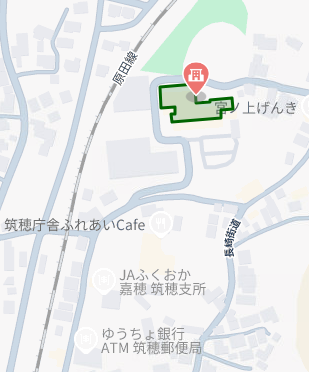 原田線
宮ノ上げんき
筑穂庁舎ふれあいCafe
長崎街道
JAふくおか
嘉穂 筑穂支所
ゆうちょ銀行
ATM 筑穂郵便局